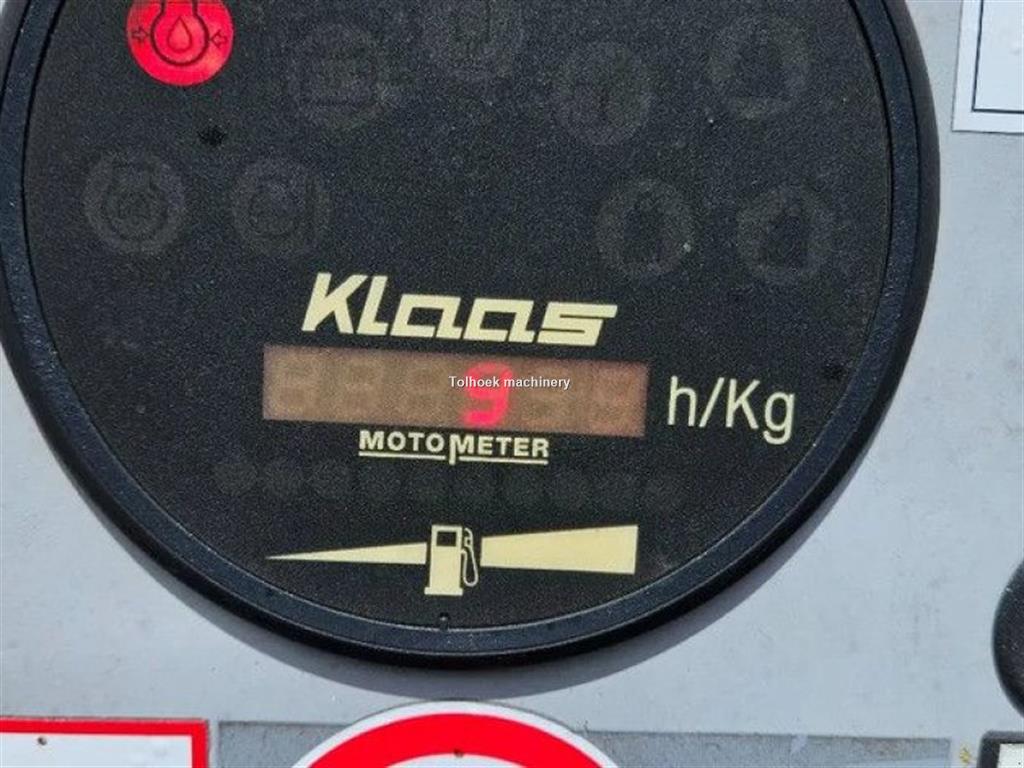 Klaas
9
Tolhoek machinery
h/Kg
MOTOMETER